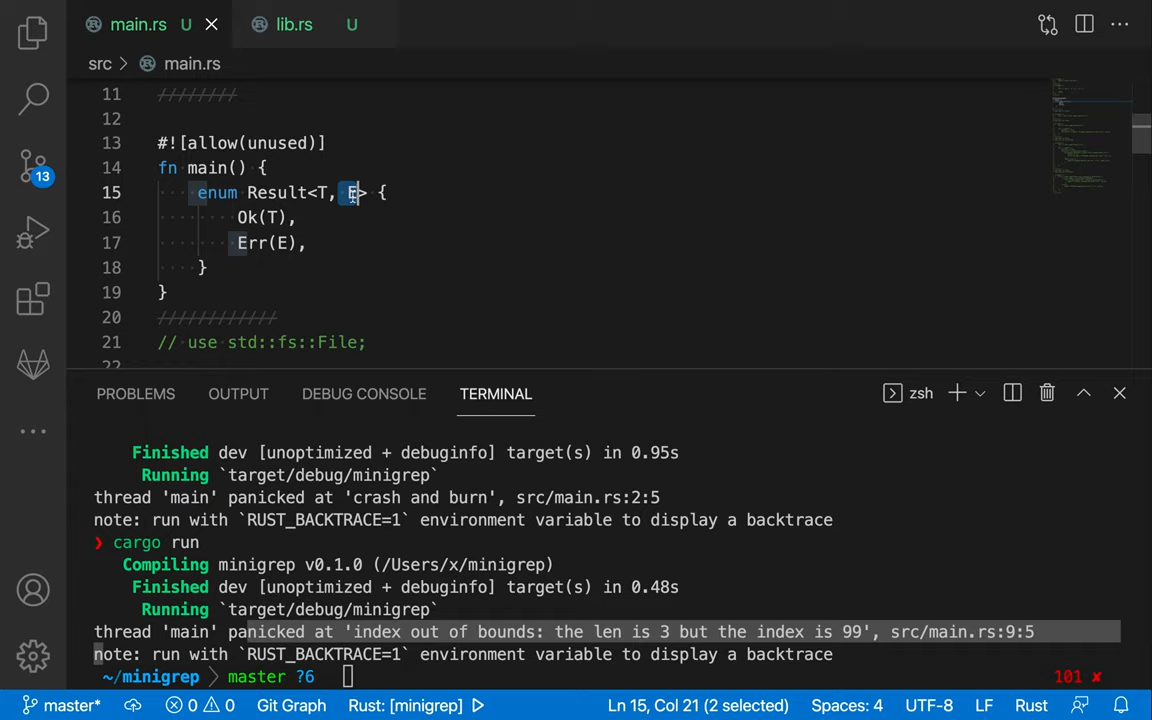 main.rs U
lib.rs U
src > main.rs
11 ////////
12
13 #![allow(unused)]
14 fn main() {
15 enum Result<T, E> {
16 Ok(T),
17 Err(E),
18 }
19 }
20 ////////////
21 // use std::fs::File;
22
13
PROBLEMS OUTPUT DEBUG CONSOLE TERMINAL
zsh
Finished dev [unoptimized + debuginfo] target(s) in 0.95s
Running `target/debug/minigrep`
thread 'main' panicked at 'crash and burn', src/main.rs:2:5
note: run with `RUST_BACKTRACE=1` environment variable to display a backtrace
❯ cargo run
Compiling minigrep v0.1.0 (/Users/x/minigrep)
Finished dev [unoptimized + debuginfo] target(s) in 0.48s
Running `target/debug/minigrep`
thread 'main' panicked at 'index out of bounds: the len is 3 but the index is 99', src/main.rs:9:5
note: run with `RUST_BACKTRACE=1` environment variable to display a backtrace
~/minigrep > master ?6 101 ✘
master* 0 0 Git Graph Rust: [minigrep] Ln 15, Col 21 (2 selected) Spaces: 4 UTF-8 LF Rust